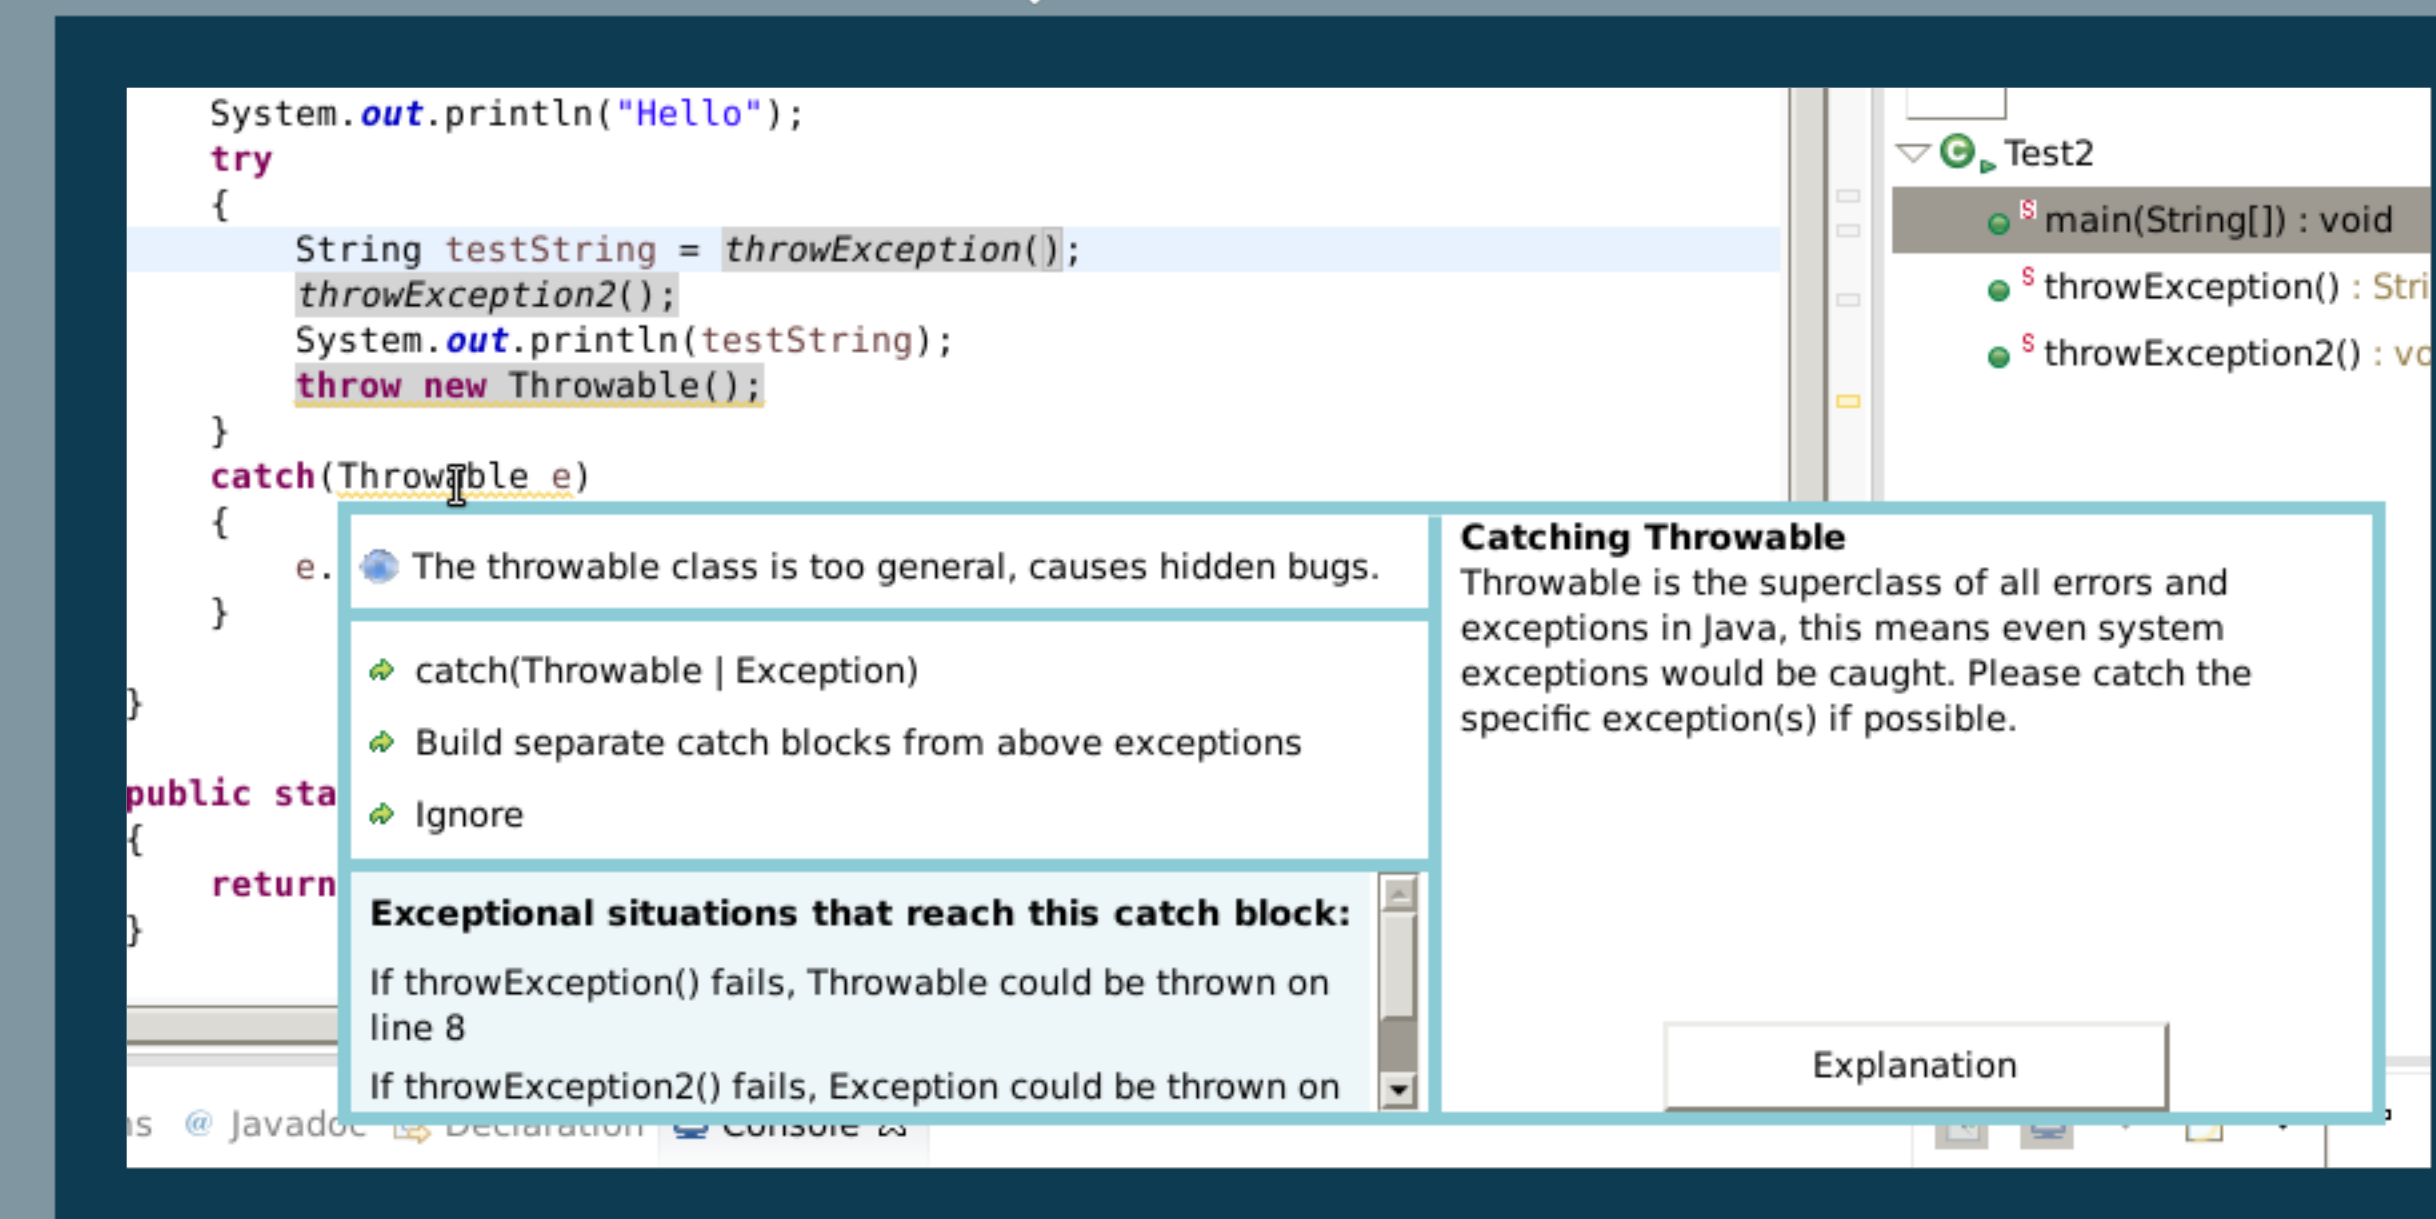 System.out.println("Hello");
try
{
String testString = throwException();
throwException2();
System.out.println(testString);
throw new Throwable();
}
catch(Throwable e)
{
e.
}
}
public sta
{
return
}
The throwable class is too general, causes hidden bugs.
catch(Throwable | Exception)
Build separate catch blocks from above exceptions
Ignore
Exceptional situations that reach this catch block:
If throwException() fails, Throwable could be thrown on
line 8
If throwException2() fails, Exception could be thrown on
Catching Throwable
Throwable is the superclass of all errors and
exceptions in Java, this means even system
exceptions would be caught. Please catch the
specific exception(s) if possible.
Explanation
Test2
main(String[]) : void
throwException() : Stri
throwException2() : vo
@ Javadoc Declaration Console